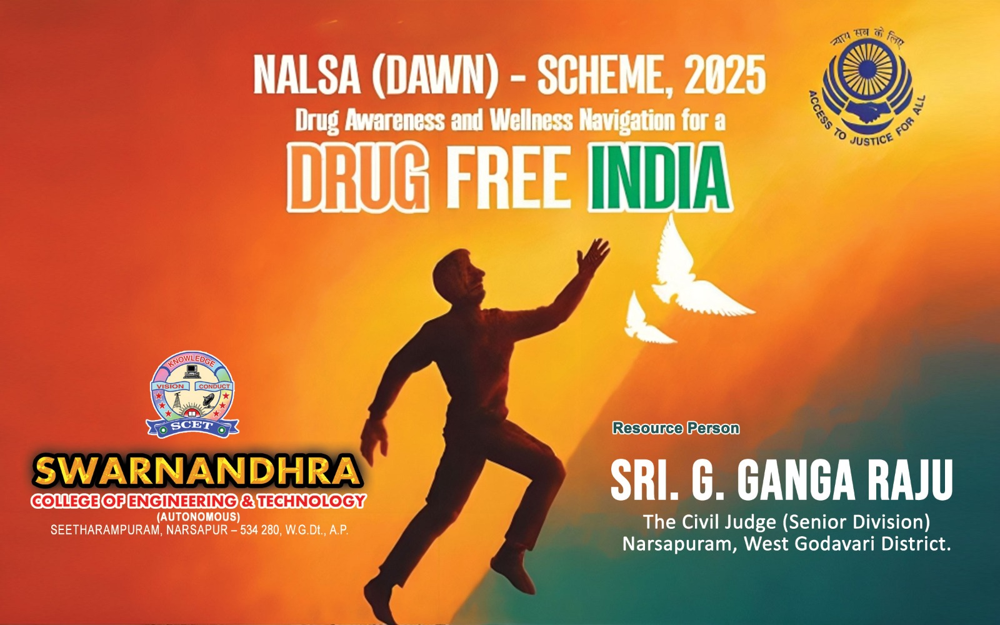 न्याय सब के लिए
ACCESS TO JUSTICE FOR ALL
NALSA (DAWN) - SCHEME, 2025
Drug Awareness and Wellness Navigation for a
DRUG FREE INDIA
KNOWLEDGE
VISION CONDUCT
SCET
SWARNANDHRA
COLLEGE OF ENGINEERING & TECHNOLOGY
(AUTONOMOUS)
SEETHARAMPURAM, NARSAPUR – 534 280, W.G.Dt., A.P.
Resource Person
SRI. G. GANGA RAJU
The Civil Judge (Senior Division)
Narsapuram, West Godavari District.